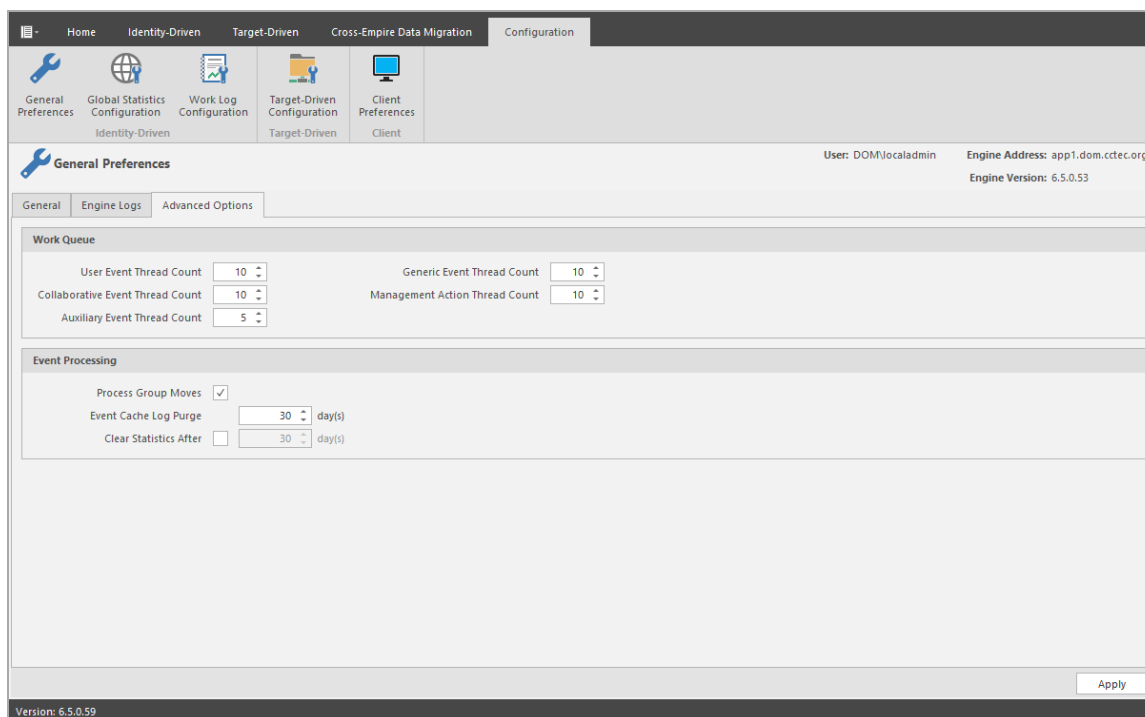 Home Identity-Driven Target-Driven Cross-Empire Data Migration Configuration
General Preferences
Global Statistics Configuration
Work Log Configuration
Target-Driven Configuration
Client Preferences
Identity-Driven Target-Driven Client
General Preferences
User: DOM\localadmin Engine Address: app1.dom.cctec.org
Engine Version: 6.5.0.53
General Engine Logs Advanced Options
Work Queue
User Event Thread Count 10 Generic Event Thread Count 10
Collaborative Event Thread Count 10 Management Action Thread Count 10
Auxiliary Event Thread Count 5
Event Processing
Process Group Moves
Event Cache Log Purge 30 day(s)
Clear Statistics After 30 day(s)
Apply
Version: 6.5.0.59